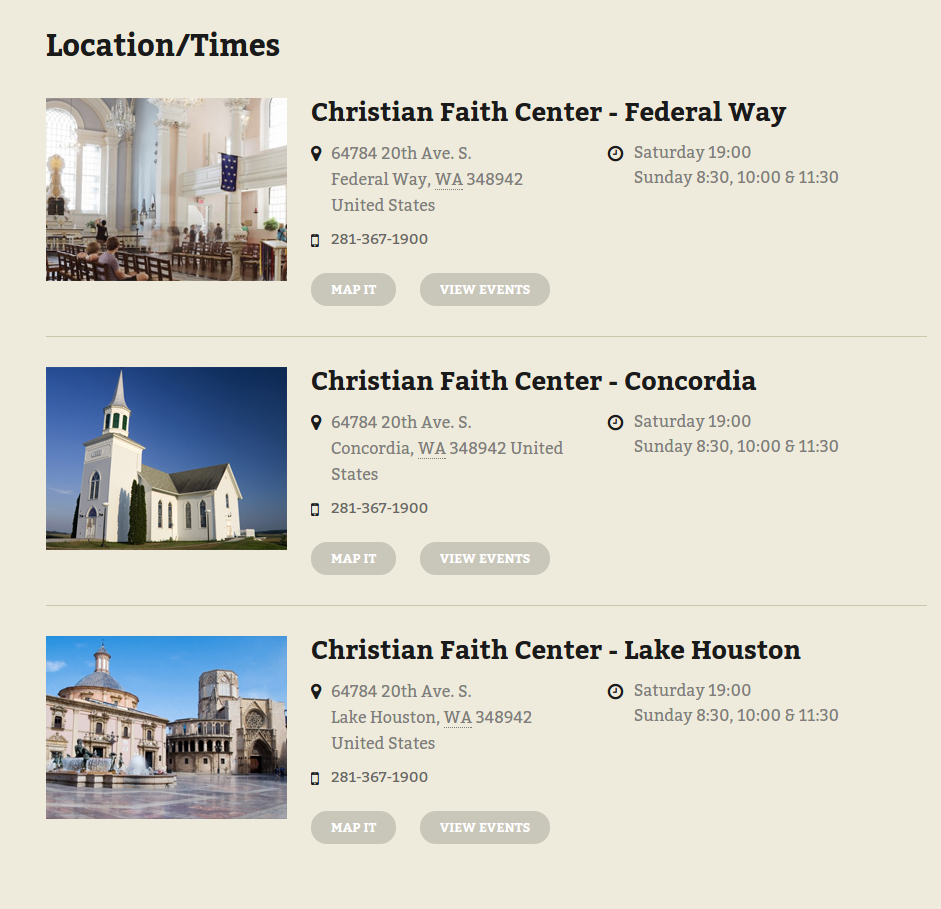 Location/Times
Christian Faith Center - Federal Way
64784 20th Ave. S.
Federal Way, WA 348942
United States
281-367-1900
Saturday 19:00
Sunday 8:30, 10:00 & 11:30
MAP IT
VIEW EVENTS
Christian Faith Center - Concordia
64784 20th Ave. S.
Concordia, WA 348942 United
States
281-367-1900
Saturday 19:00
Sunday 8:30, 10:00 & 11:30
MAP IT
VIEW EVENTS
Christian Faith Center - Lake Houston
64784 20th Ave. S.
Lake Houston, WA 348942
United States
281-367-1900
Saturday 19:00
Sunday 8:30, 10:00 & 11:30
MAP IT
VIEW EVENTS